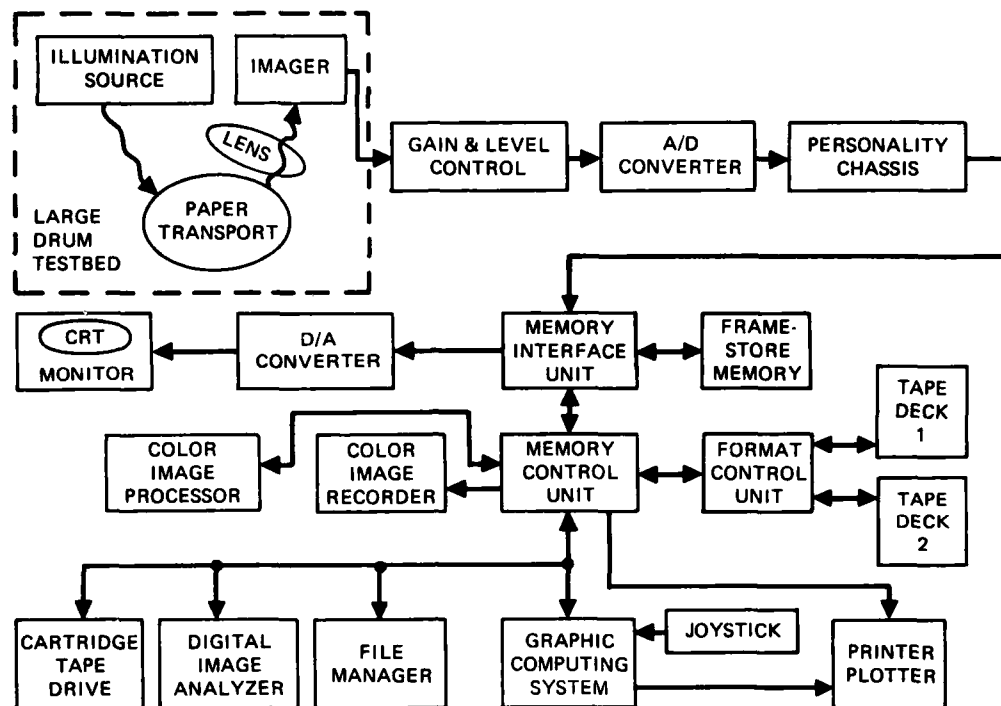 ILLUMINATION
SOURCE
IMAGER
LENS
PAPER
TRANSPORT
LARGE
DRUM
TESTBED
GAIN & LEVEL
CONTROL
A/D
CONVERTER
PERSONALITY
CHASSIS
CRT
MONITOR
D/A
CONVERTER
MEMORY
INTERFACE
UNIT
FRAME-
STORE
MEMORY
TAPE
DECK
1
COLOR
IMAGE
PROCESSOR
COLOR
IMAGE
RECORDER
MEMORY
CONTROL
UNIT
FORMAT
CONTROL
UNIT
TAPE
DECK
2
CARTRIDGE
TAPE
DRIVE
DIGITAL
IMAGE
ANALYZER
FILE
MANAGER
GRAPHIC
COMPUTING
SYSTEM
JOYSTICK
PRINTER
PLOTTER